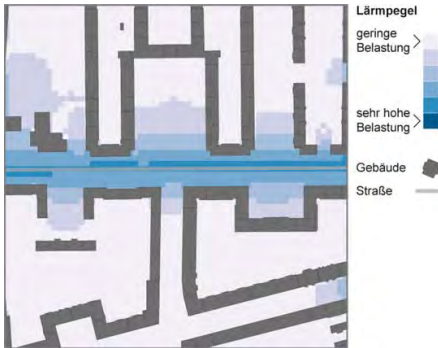 Lärmpegel
geringe
Belastung
sehr hohe
Belastung
Gebäude
Straße